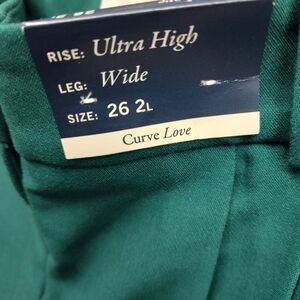 RISE: Ultra High
LEG: Wide
SIZE: 26 2L
Curve Love